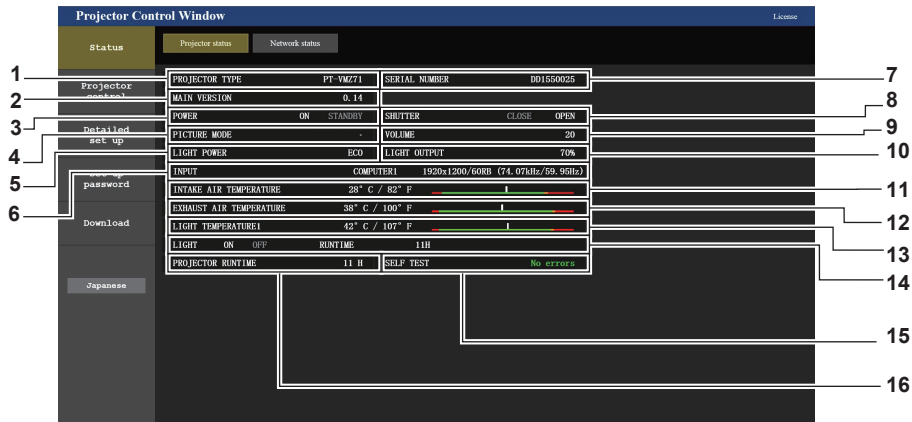 Projector Control Window License
Status
Projector status Network status
Projector
control
Detailed
set up
Set up
password
Download
Japanese
PROJECTOR TYPE PT-VMZ71 SERIAL NUMBER DD1550025
MAIN VERSION 0.14
POWER ON STANDBY SHUTTER CLOSE OPEN
PICTURE MODE - VOLUME 20
LIGHT POWER ECO LIGHT OUTPUT 70%
INPUT COMPUTER1 1920x1200/60RB (74.07kHz/59.95Hz)
INTAKE AIR TEMPERATURE 28° C / 82° F
EXHAUST AIR TEMPERATURE 38° C / 100° F
LIGHT TEMPERATURE1 42° C / 107° F
LIGHT ON OFF RUNTIME 11H
PROJECTOR RUNTIME 11 H SELF TEST No errors
1
2
3
4
5
6
7
8
9
10
11
12
13
14
15
16